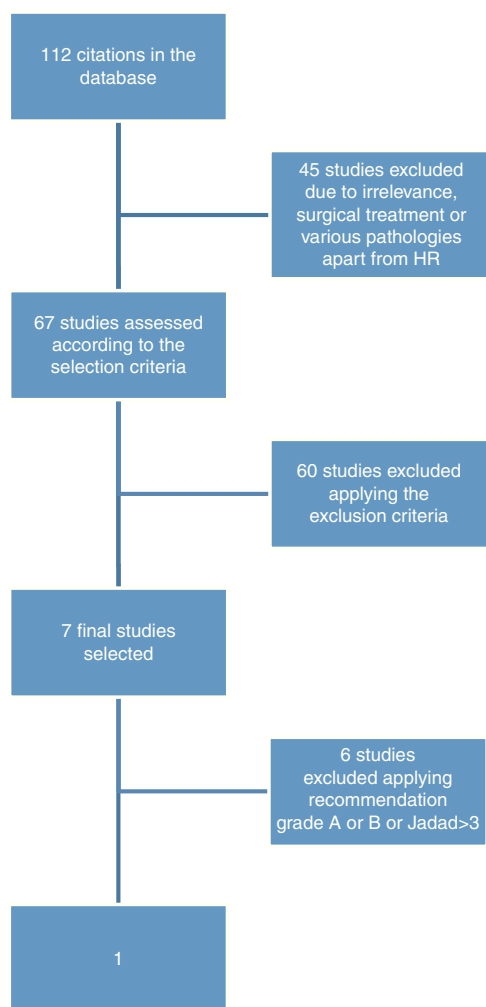 112 citations in the
database
45 studies excluded
due to irrelevance,
surgical treatment or
various pathologies
apart from HR
67 studies assessed
according to the
selection criteria
60 studies excluded
applying the
exclusion criteria
7 final studies
selected
6 studies
excluded applying
recommendation
grade A or B or Jadad>3
1